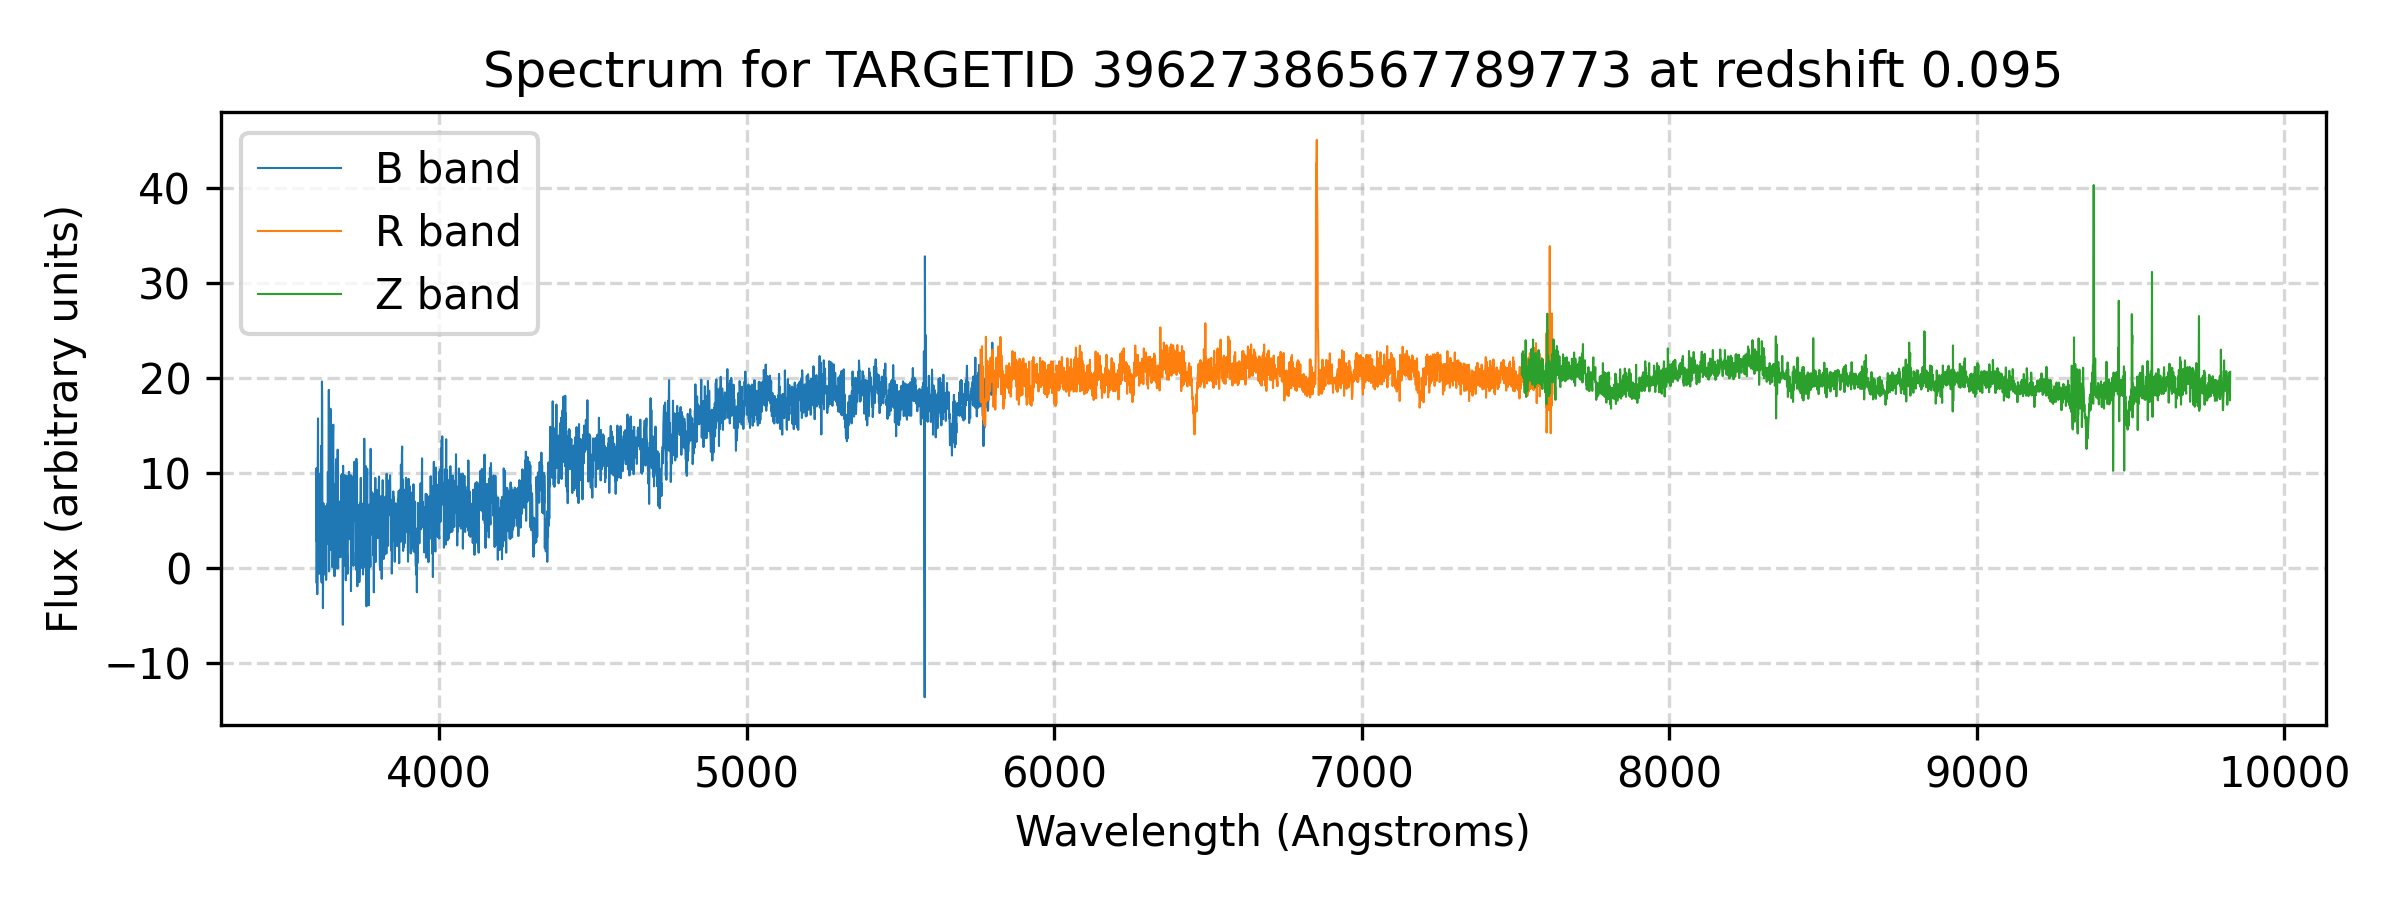 Spectrum for TARGETID 39627386567789773 at redshift 0.095
B band
R band
Z band
40
30
20
10
0
−10
Flux (arbitrary units)
4000 5000 6000 7000 8000 9000 10000
Wavelength (Angstroms)